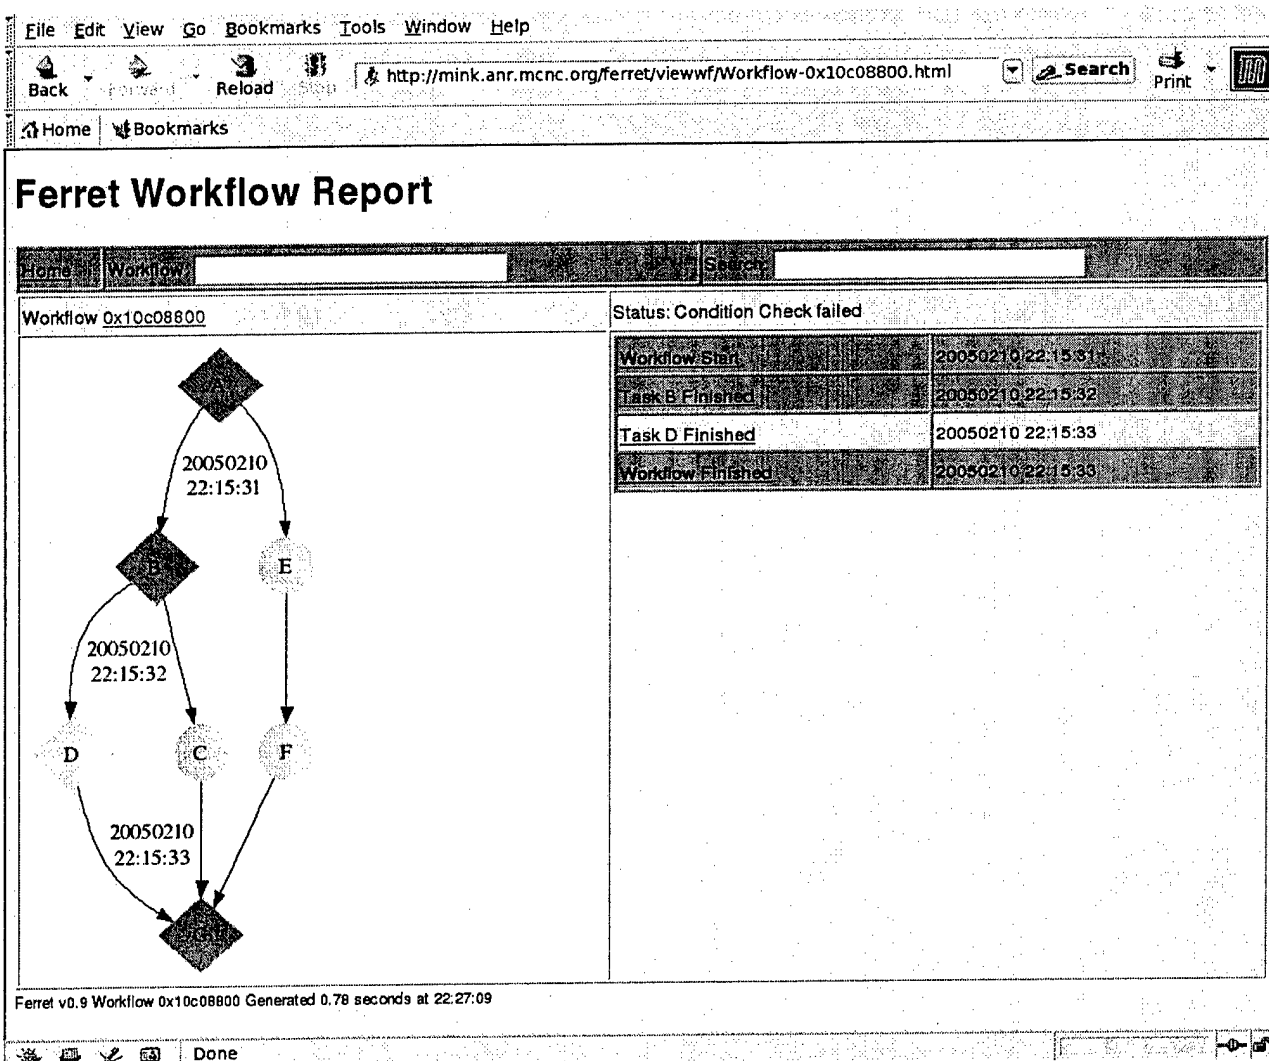 File Edit View Go Bookmarks Tools Window Help
Back Forward Reload Stop http://mink.anr.mcnc.org/ferret/viewwf/Workflow-0x10c08800.html Search Print
Home Bookmarks
Ferret Workflow Report
Home Workflow: Search:
Workflow 0x10c08800
Status: Condition Check failed
Workflow Start 20050210 22:15:31
Task B Finished 20050210 22:15:32
Task D Finished 20050210 22:15:33
Workflow Finished 20050210 22:15:33
A
20050210
22:15:31
B E
20050210
22:15:32
D C F
20050210
22:15:33
G
Ferret v0.9 Workflow 0x10c08800 Generated 0.78 seconds at 22:27:09
Done